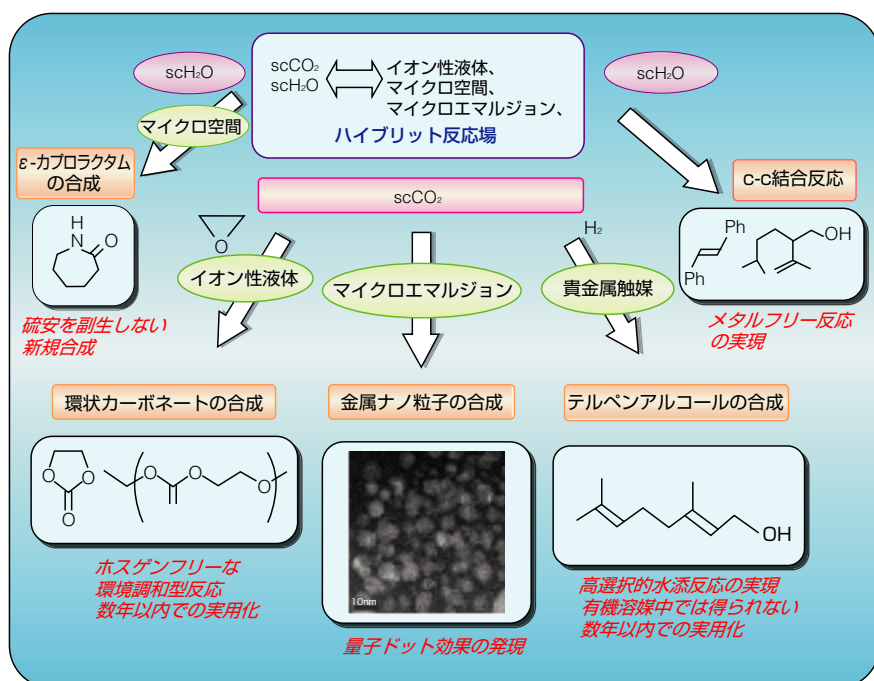 scH₂O
scCO₂
scH₂O
イオン性液体、
マイクロ空間、
マイクロエマルジョン、
ハイブリット反応場
scH₂O
マイクロ空間
ε-カプロラクタム
の合成
H
N
O
硫安を副生しない
新規合成
scCO₂
O
イオン性液体
マイクロエマルジョン
H₂
貴金属触媒
C-C結合反応
Ph
Ph
OH
メタルフリー反応
の実現
環状カーボネートの合成
O
O
O
O
O
O
ホスゲンフリーな
環境調和型反応
数年以内での実用化
金属ナノ粒子の合成
10nm
量子ドット効果の発現
テルペンアルコールの合成
OH
高選択的水添反応の実現
有機溶媒中では得られない
数年以内での実用化